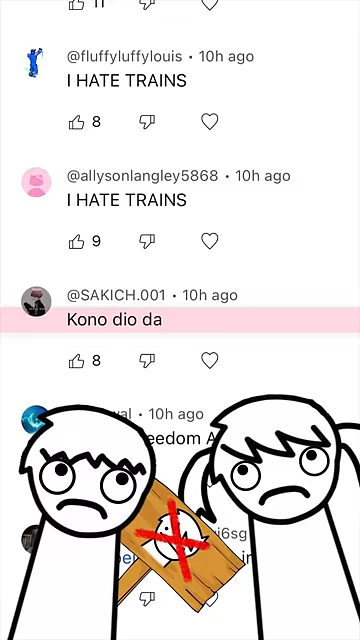 11
@fluffyluffylouis • 10h ago
I HATE TRAINS
8
@allysonlangley5868 • 10h ago
I HATE TRAINS
9
@SAKICH.001 • 10h ago
Kono dio da
8
• 10h ago